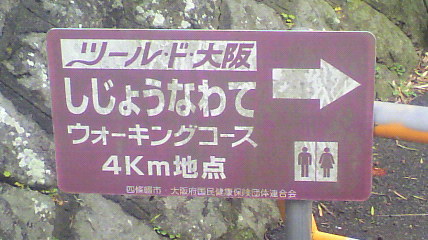 ツール・ド・大阪
しじょうなわて
ウォーキングコース
4Km地点
四條畷市 大阪府国民健康保険団体連合会